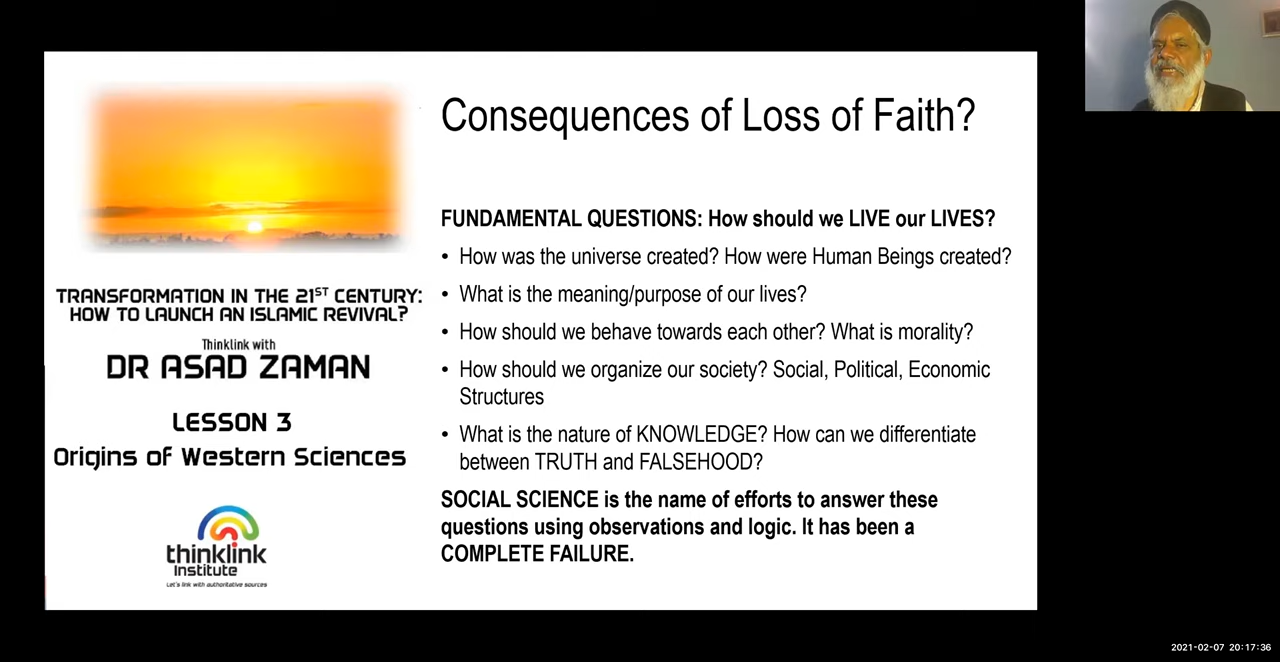 Consequences of Loss of Faith?
FUNDAMENTAL QUESTIONS: How should we LIVE our LIVES?
• How was the universe created? How were Human Beings created?
• What is the meaning/purpose of our lives?
• How should we behave towards each other? What is morality?
• How should we organize our society? Social, Political, Economic
Structures
• What is the nature of KNOWLEDGE? How can we differentiate
between TRUTH and FALSEHOOD?
SOCIAL SCIENCE is the name of efforts to answer these
questions using observations and logic. It has been a
COMPLETE FAILURE.
TRANSFORMATION IN THE 21ST CENTURY:
HOW TO LAUNCH AN ISLAMIC REVIVAL?
Thinklink with
DR ASAD ZAMAN
LESSON 3
Origins of Western Sciences
thinklink
Institute
Let's link with authoritative sources
2021-02-07 20:17:36